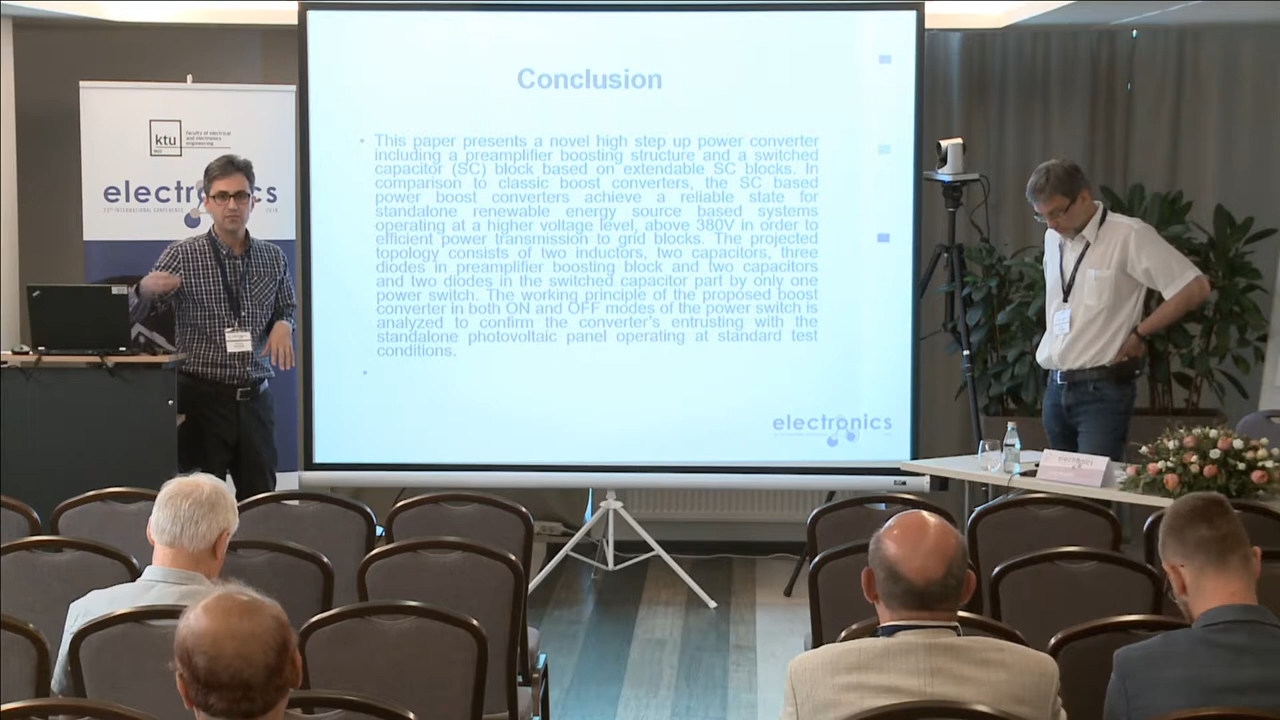 Conclusion
• This paper presents a novel high step up power converter
including a preamplifier boosting structure and a switched
capacitor (SC) block based on extendable SC blocks. In
comparison to classic boost converters, the SC based
power boost converters achieve a reliable state for
standalone renewable energy source based systems
operating at a higher voltage level, above 380V in order to
efficient power transmission to grid blocks. The projected
topology consists of two inductors, two capacitors, three
diodes in preamplifier boosting block and two capacitors
and two diodes in the switched capacitor part by only one
power switch. The working principle of the proposed boost
converter in both ON and OFF modes of the power switch is
analyzed to confirm the converter's entrusting with the
standalone photovoltaic panel operating at standard test
conditions.
•
electronics
ktu
1922
faculty of electrical
and electronics
engineering
electronics
INTERNATIONAL CONFERENCE
2018
electronics